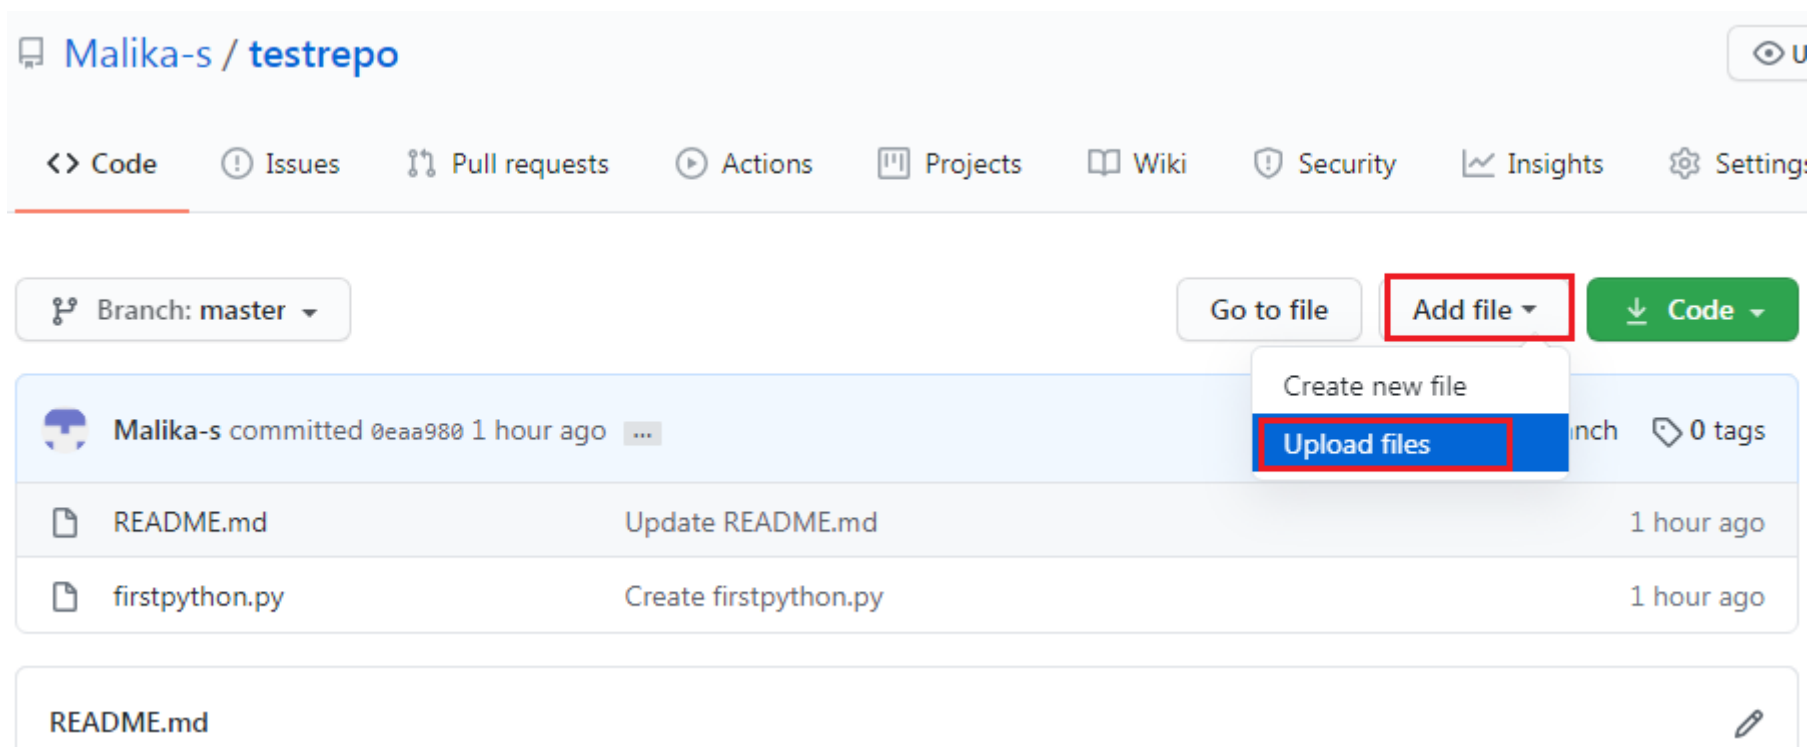 Malika-s / testrepo
Code Issues Pull requests Actions Projects Wiki Security Insights
Branch: master Go to file Add file Code
Create new file
Malika-s committed 0eaa980 1 hour ago ... 0 tags
Upload files
README.md Update README.md 1 hour ago
firstpython.py Create firstpython.py 1 hour ago
README.md